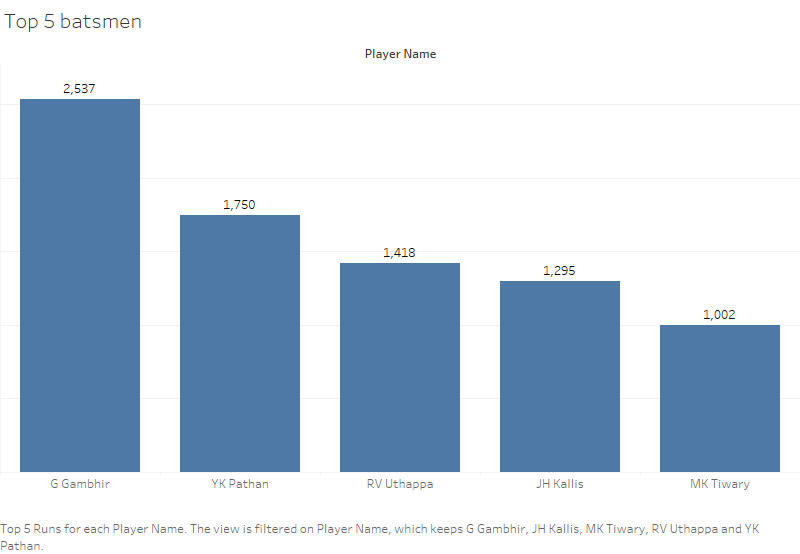 Top 5 batsmen
Player Name
2,537
1,750
1,418
1,295
1,002
G Gambhir
YK Pathan
RV Uthappa
JH Kallis
MK Tiwary
Top 5 Runs for each Player Name. The view is filtered on Player Name, which keeps G Gambhir, JH Kallis, MK Tiwary, RV Uthappa and YK
Pathan.